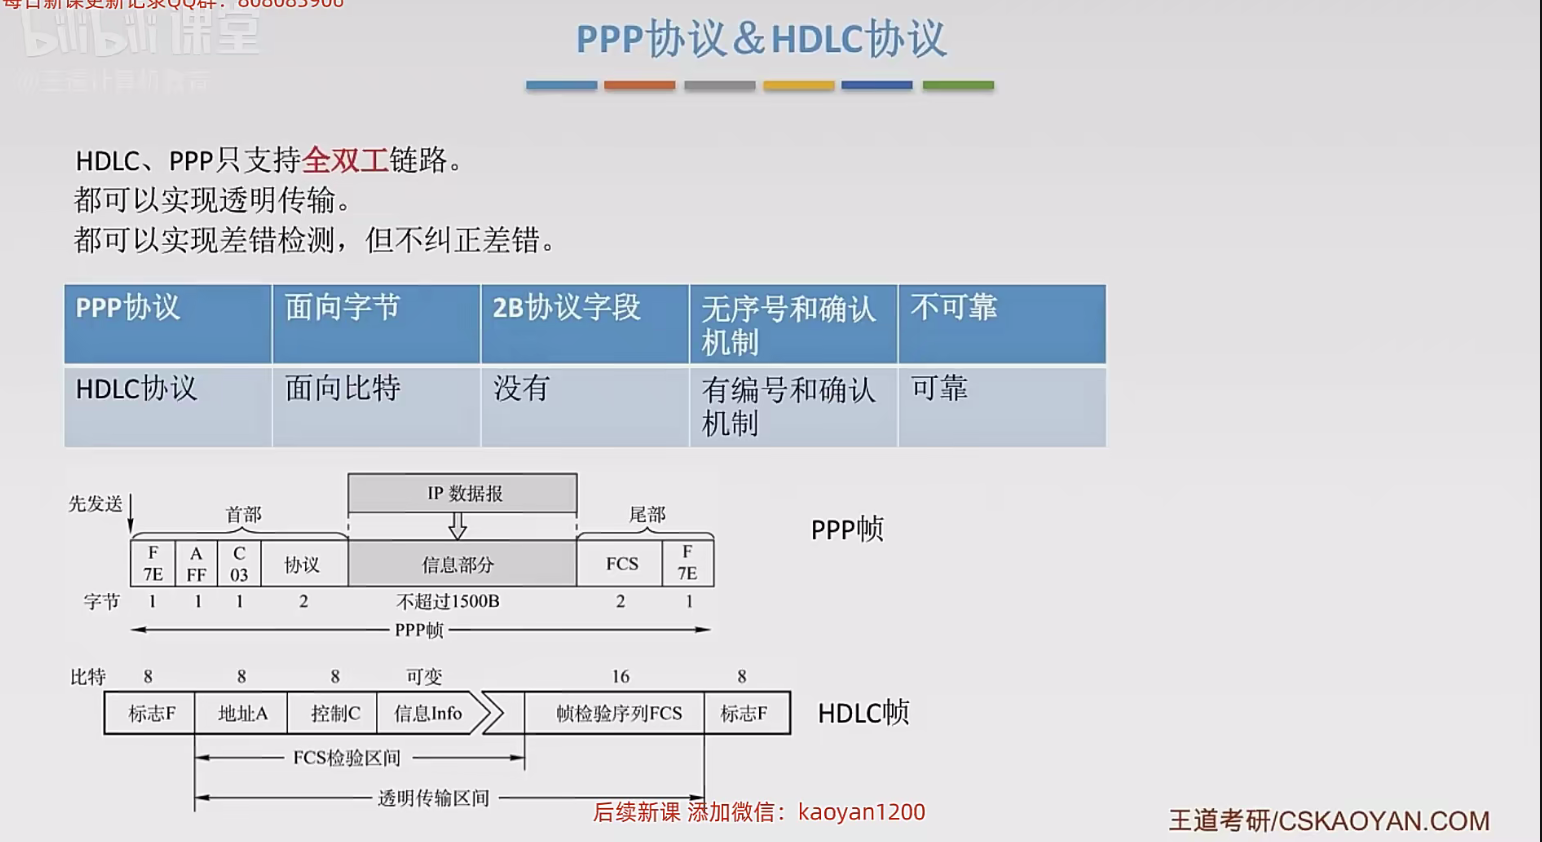 每日新课更新记录QQ群：808083906
bilibili 课堂
@王道计算机教育
PPP协议＆HDLC协议
HDLC、PPP只支持全双工链路。
都可以实现透明传输。
都可以实现差错检测，但不纠正差错。
PPP协议 面向字节 2B协议字段 无序号和确认机制 不可靠
HDLC协议 面向比特 没有 有编号和确认机制 可靠
IP 数据报
先发送 首部 尾部
PPP帧
F 7E A FF C 03 协议 信息部分 FCS F 7E
字节 1 1 1 2 不超过1500B 2 1
PPP帧
比特 8 8 8 可变 16 8
标志F 地址A 控制C 信息Info 帧检验序列FCS 标志F HDLC帧
FCS检验区间
透明传输区间
后续新课 添加微信：kaoyan1200
王道考研/CSKAOYAN.COM